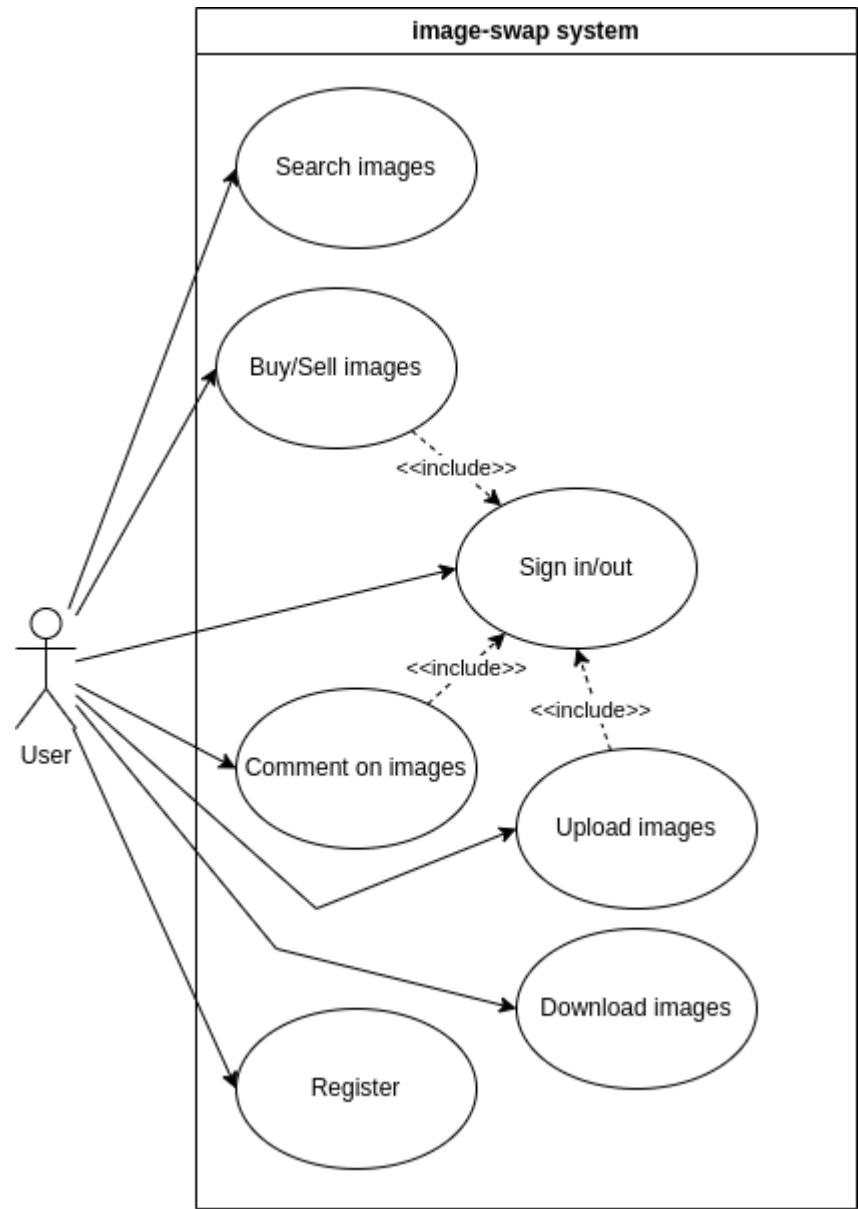 image-swap system
Search images
Buy/Sell images
<<include>>
Sign in/out
<<include>>
<<include>>
User
Comment on images
Upload images
Download images
Register